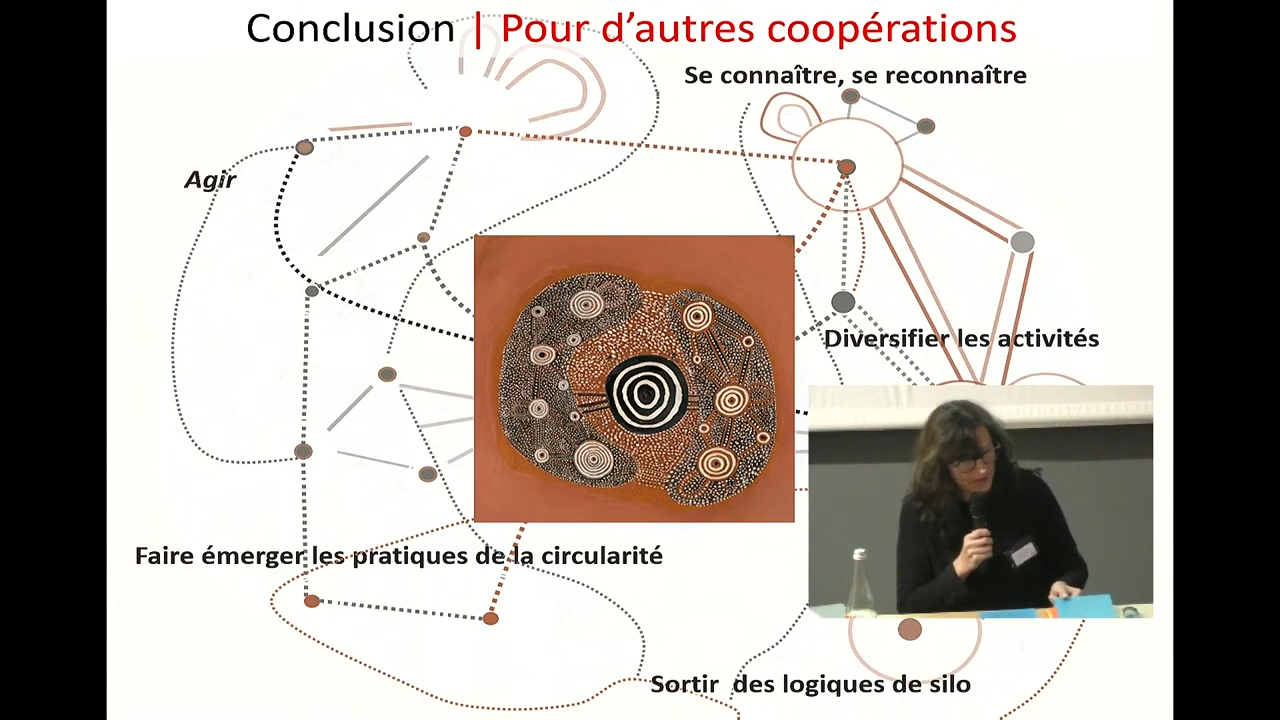 Conclusion | Pour d'autres coopérations
Se connaître, se reconnaître
Agir
Diversifier les activités
Faire émerger les pratiques de la circularité
Sortir des logiques de silo